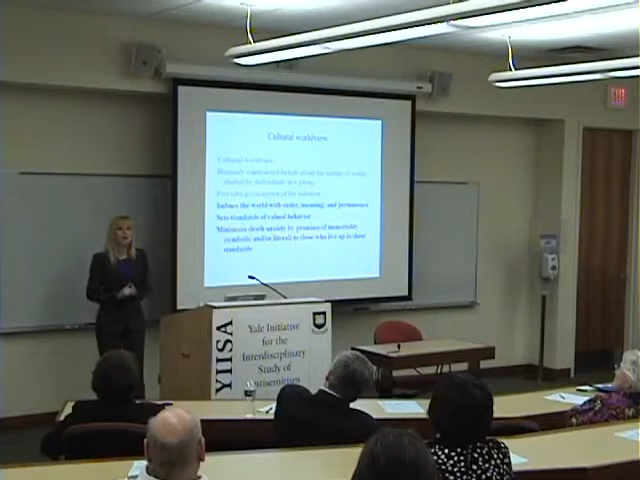 Cultural worldview
Cultural worldview:
Humanly constructed beliefs about the nature of reality
shared by individuals in a group
Provides a conception of the universe
Imbues the world with order, meaning, and permanence
Sets standards of valued behavior
Minimizes death anxiety by promise of immortality
(symbolic and/or literal) to those who live up to these
standards
EXIT
YIISA
Yale Initiative
for the
Interdisciplinary
Study of
Antisemitism